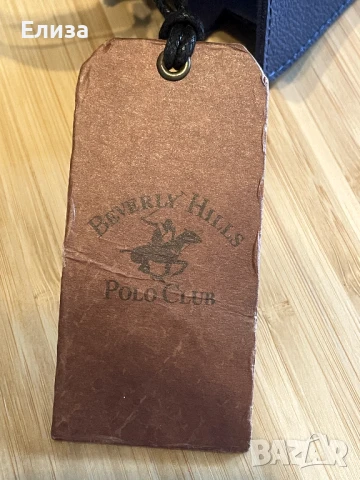 Елиза
BEVERLY HILLS
POLO CLUB
BAZAR